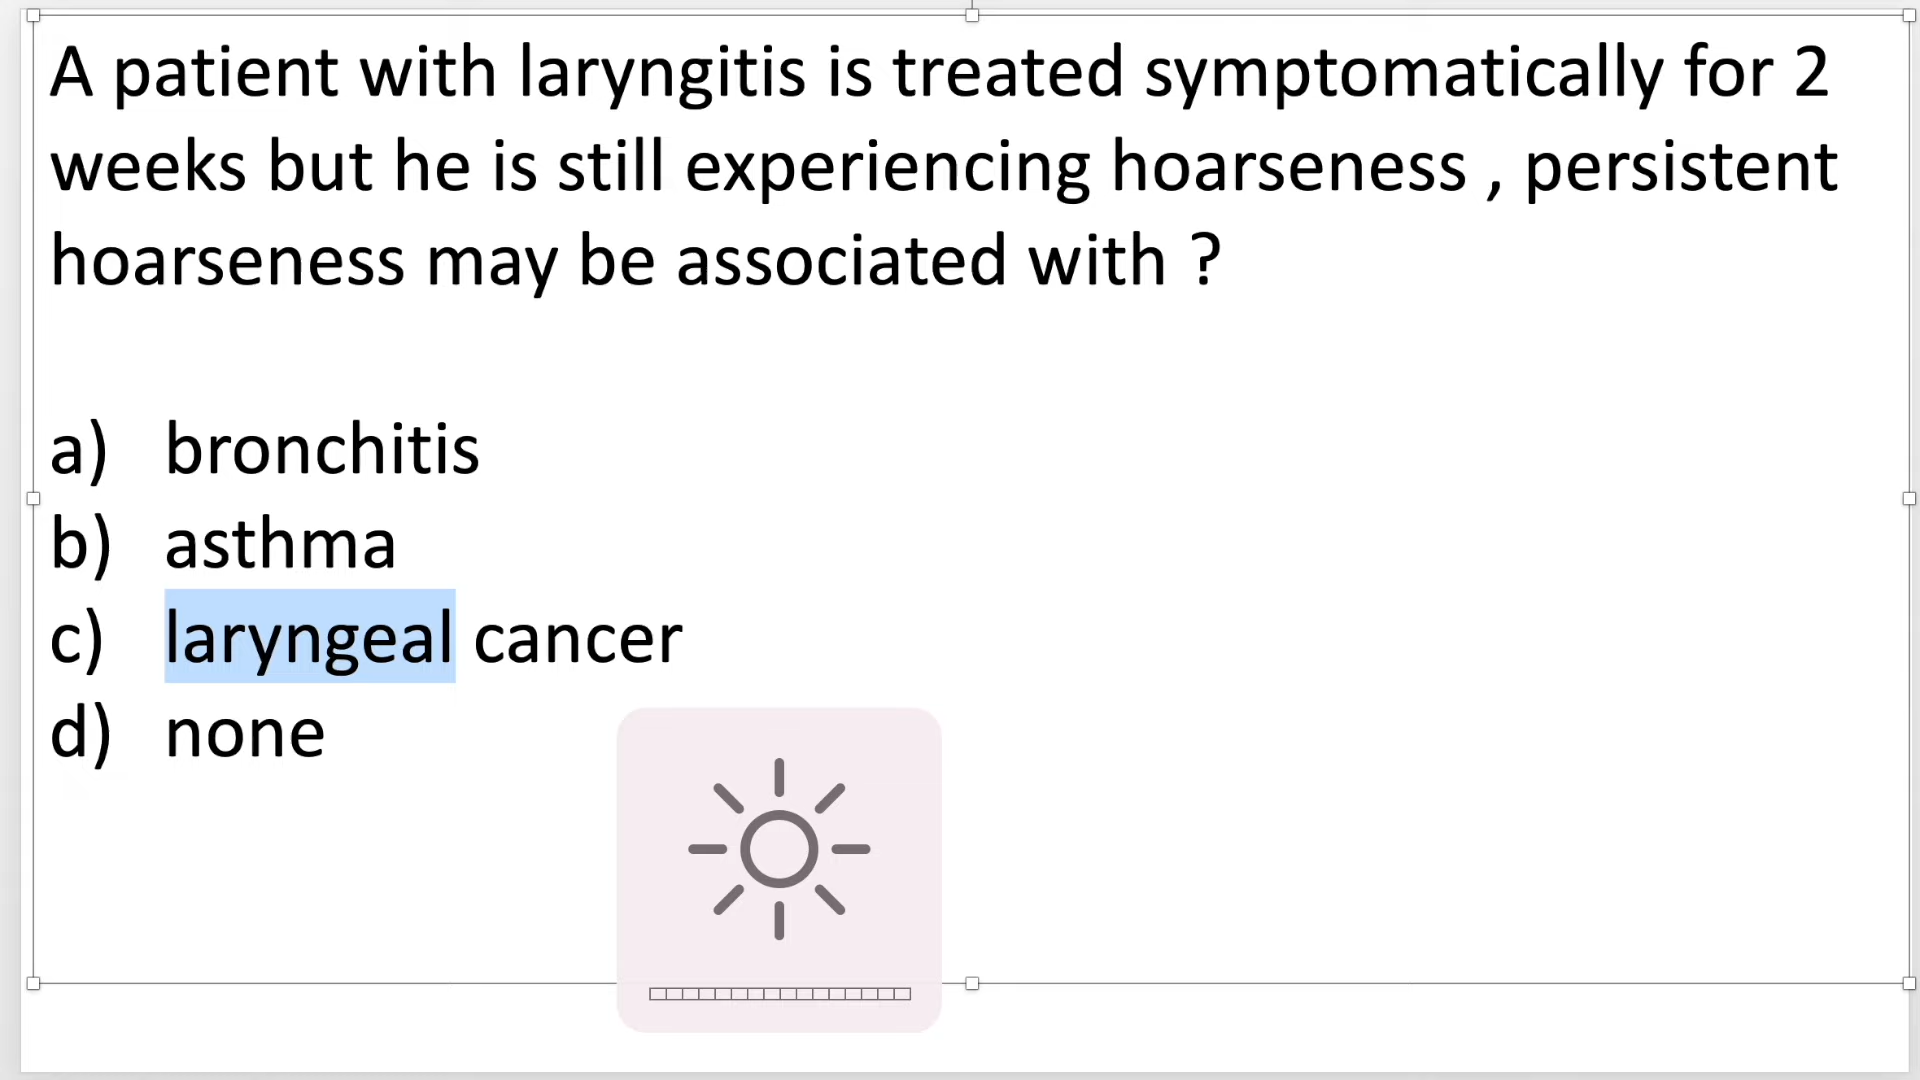 A patient with laryngitis is treated symptomatically for 2
weeks but he is still experiencing hoarseness , persistent
hoarseness may be associated with ?
a) bronchitis
b) asthma
c) laryngeal cancer
d) none